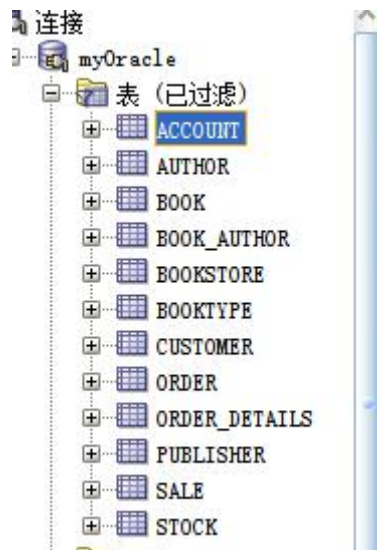 连接
myOracle
表 (已过滤)
ACCOUNT
AUTHOR
BOOK
BOOK_AUTHOR
BOOKSTORE
BOOKTYPE
CUSTOMER
ORDER
ORDER_DETAILS
PUBLISHER
SALE
STOCK